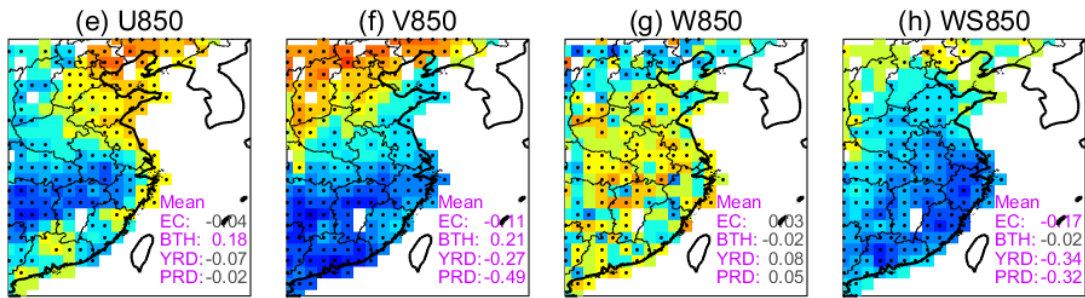 (e) U850
Mean
EC: -0.04
BTH: 0.18
YRD: -0.07
PRD: -0.02
(f) V850
Mean
EC: -0.11
BTH: 0.21
YRD: -0.27
PRD: -0.49
(g) W850
Mean
EC: 0.03
BTH: -0.02
YRD: 0.08
PRD: 0.05
(h) WS850
Mean
EC: -0.17
BTH: -0.02
YRD: -0.34
PRD: -0.32